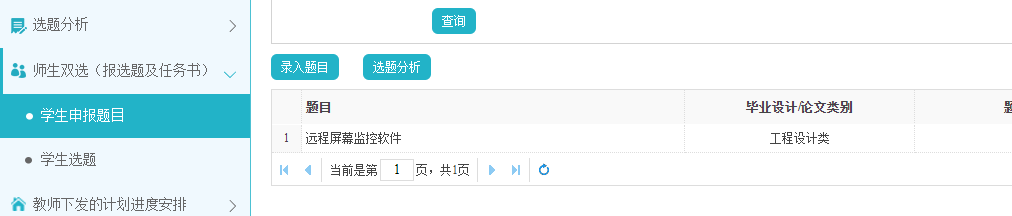 选题分析
师生双选（报选题及任务书）
学生申报题目
学生选题
教师下发的计划进度安排
查询
录入题目 选题分析
题目 毕业设计/论文类别
1 远程屏幕监控软件 工程设计类
当前是第 1 页，共1页